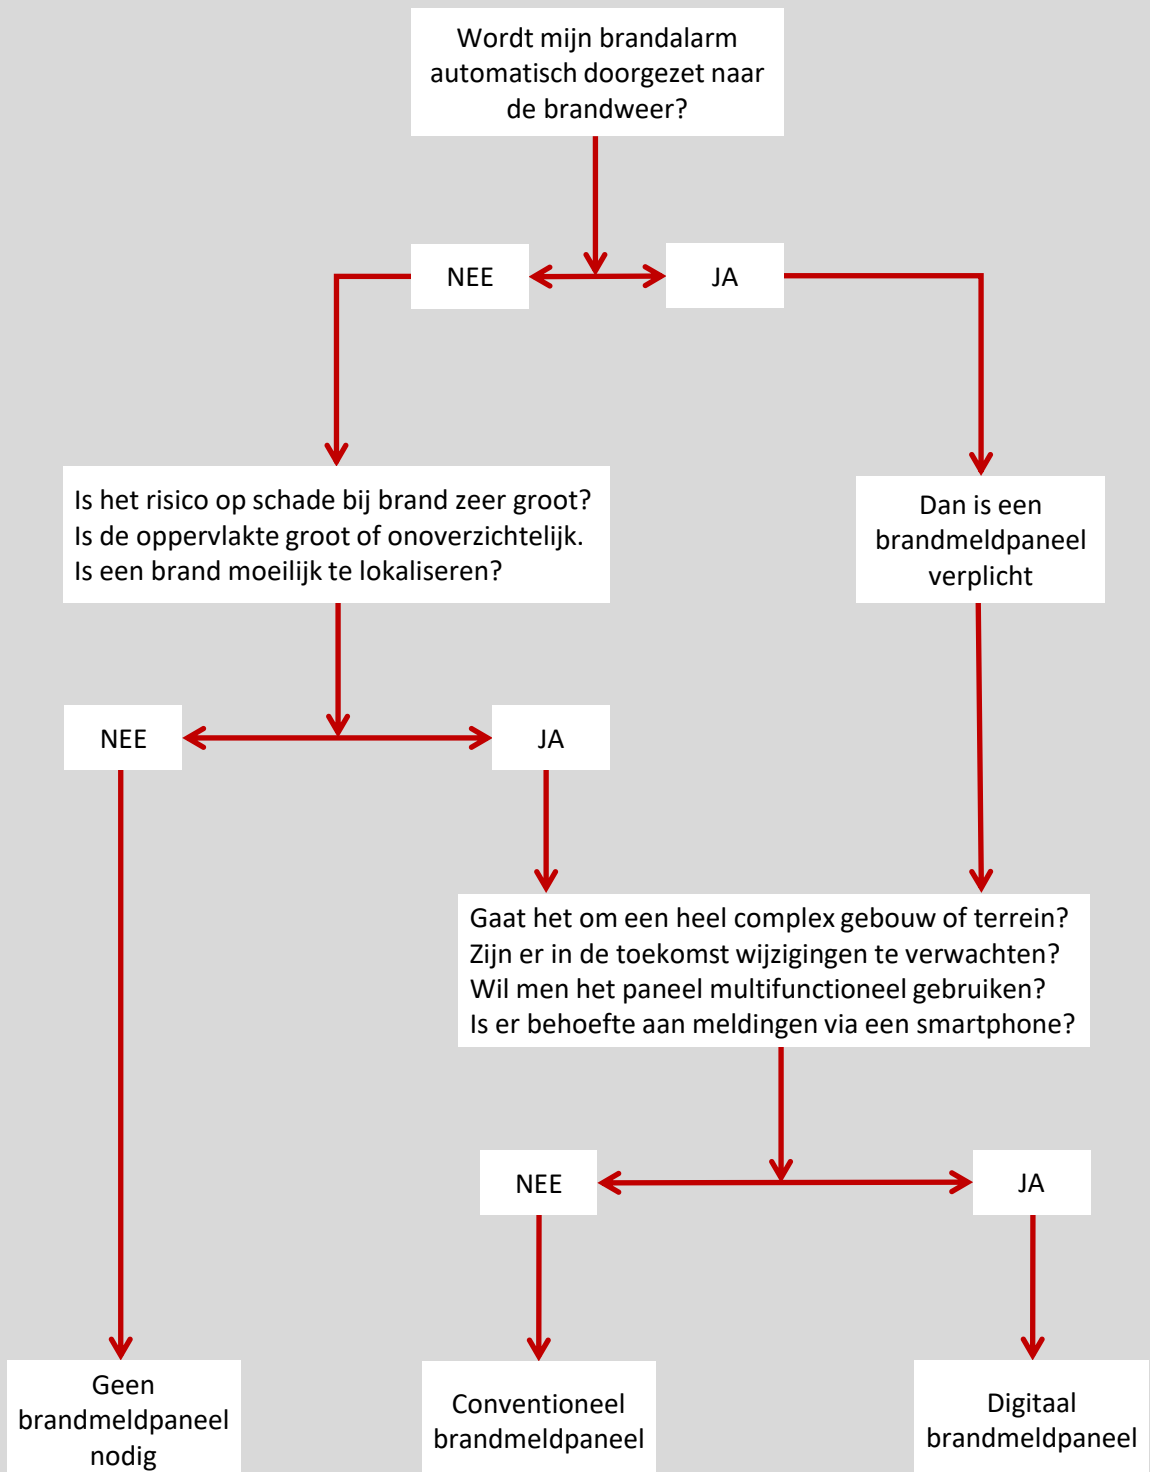 Wordt mijn brandalarm
automatisch doorgezet naar
de brandweer?
NEE
JA
Is het risico op schade bij brand zeer groot?
Is de oppervlakte groot of onoverzichtelijk.
Is een brand moeilijk te lokaliseren?
Dan is een
brandmeldpaneel
verplicht
NEE
JA
Gaat het om een heel complex gebouw of terrein?
Zijn er in de toekomst wijzigingen te verwachten?
Wil men het paneel multifunctioneel gebruiken?
Is er behoefte aan meldingen via een smartphone?
NEE
JA
Geen
brandmeldpaneel
nodig
Conventioneel
brandmeldpaneel
Digitaal
brandmeldpaneel